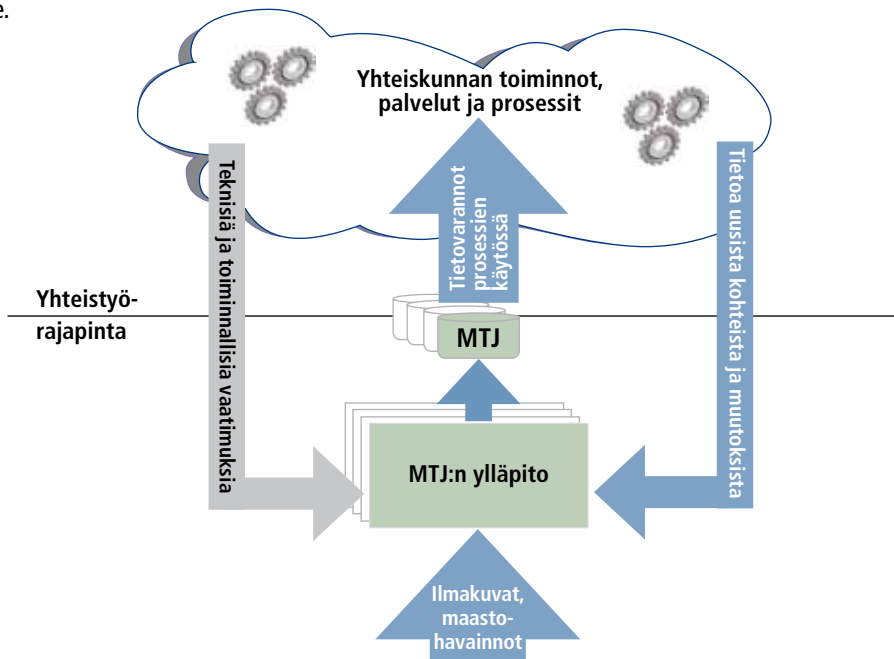 e.
Yhteiskunnan toiminnot,
palvelut ja prosessit
Teknisiä ja toiminnallisia vaatimuksia
Tietovarannot
prosessien
käytössä
Tietoa uusista kohteista ja muutoksista
Yhteistyö-
rajapinta
MTJ
MTJ:n ylläpito
Ilmakuvat,
maasto-
havainnot